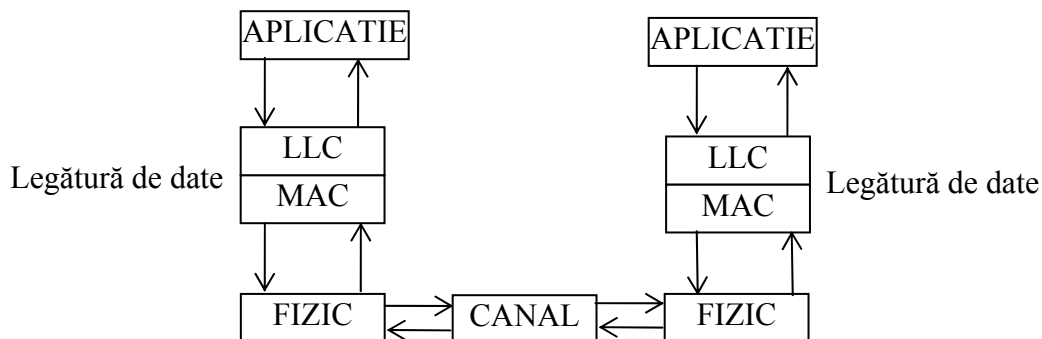 APLICATIE
APLICATIE
LLC
LLC
Legătură de date
Legătură de date
MAC
MAC
FIZIC
CANAL
FIZIC